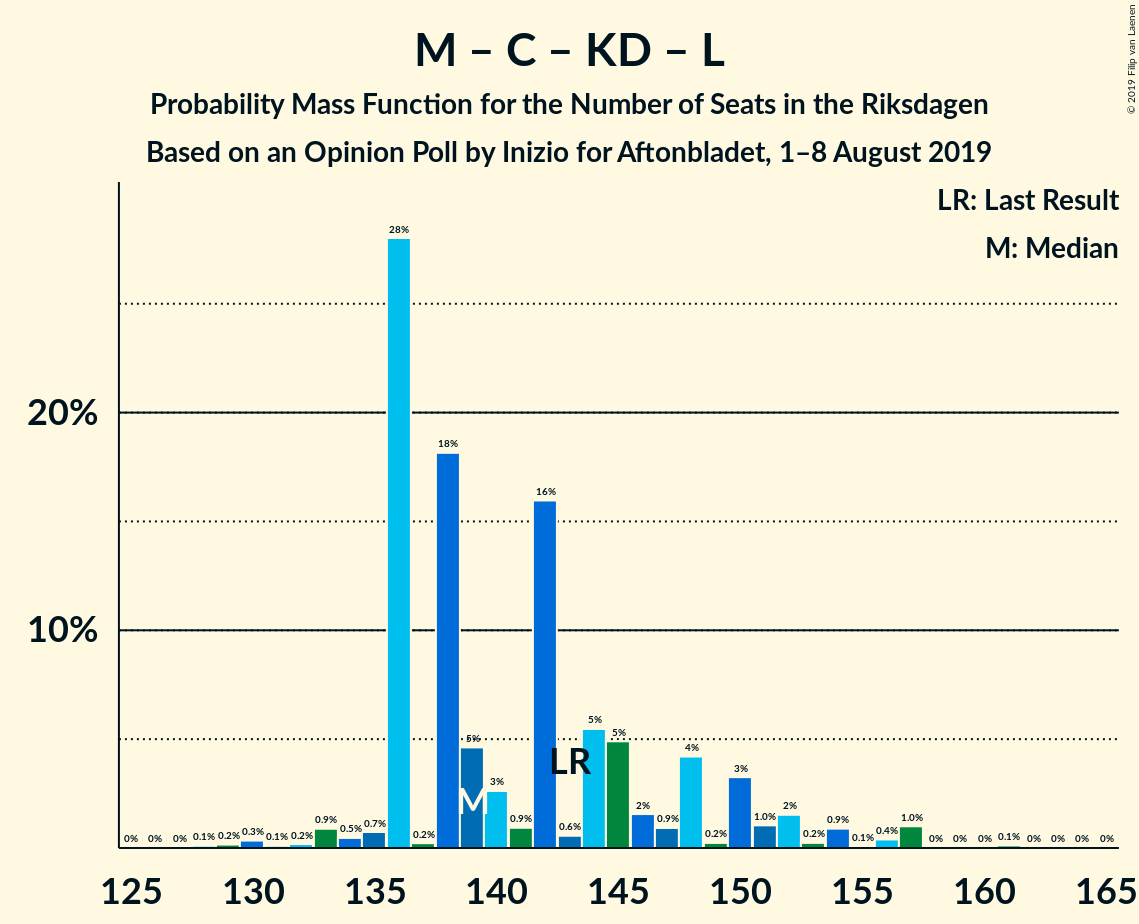 M – C – KD – L
Probability Mass Function for the Number of Seats in the Riksdagen
Based on an Opinion Poll by Inizio for Aftonbladet, 1–8 August 2019
© 2019 Filip van Laenen
LR: Last Result
M: Median
28%
20%
18%
16%
10%
5%
5%
5%
4%
LR
3%
3%
M
2%
2%
0% 0% 0% 0.1% 0.2% 0.3% 0.1% 0.2% 0.9% 0.5% 0.7% 0.2% 0.9% 0.6% 0.9% 0.2% 1.0% 0.2% 0.9% 0.1% 0.4% 1.0% 0% 0% 0% 0.1% 0% 0% 0% 0%
125 130 135 140 145 150 155 160 165